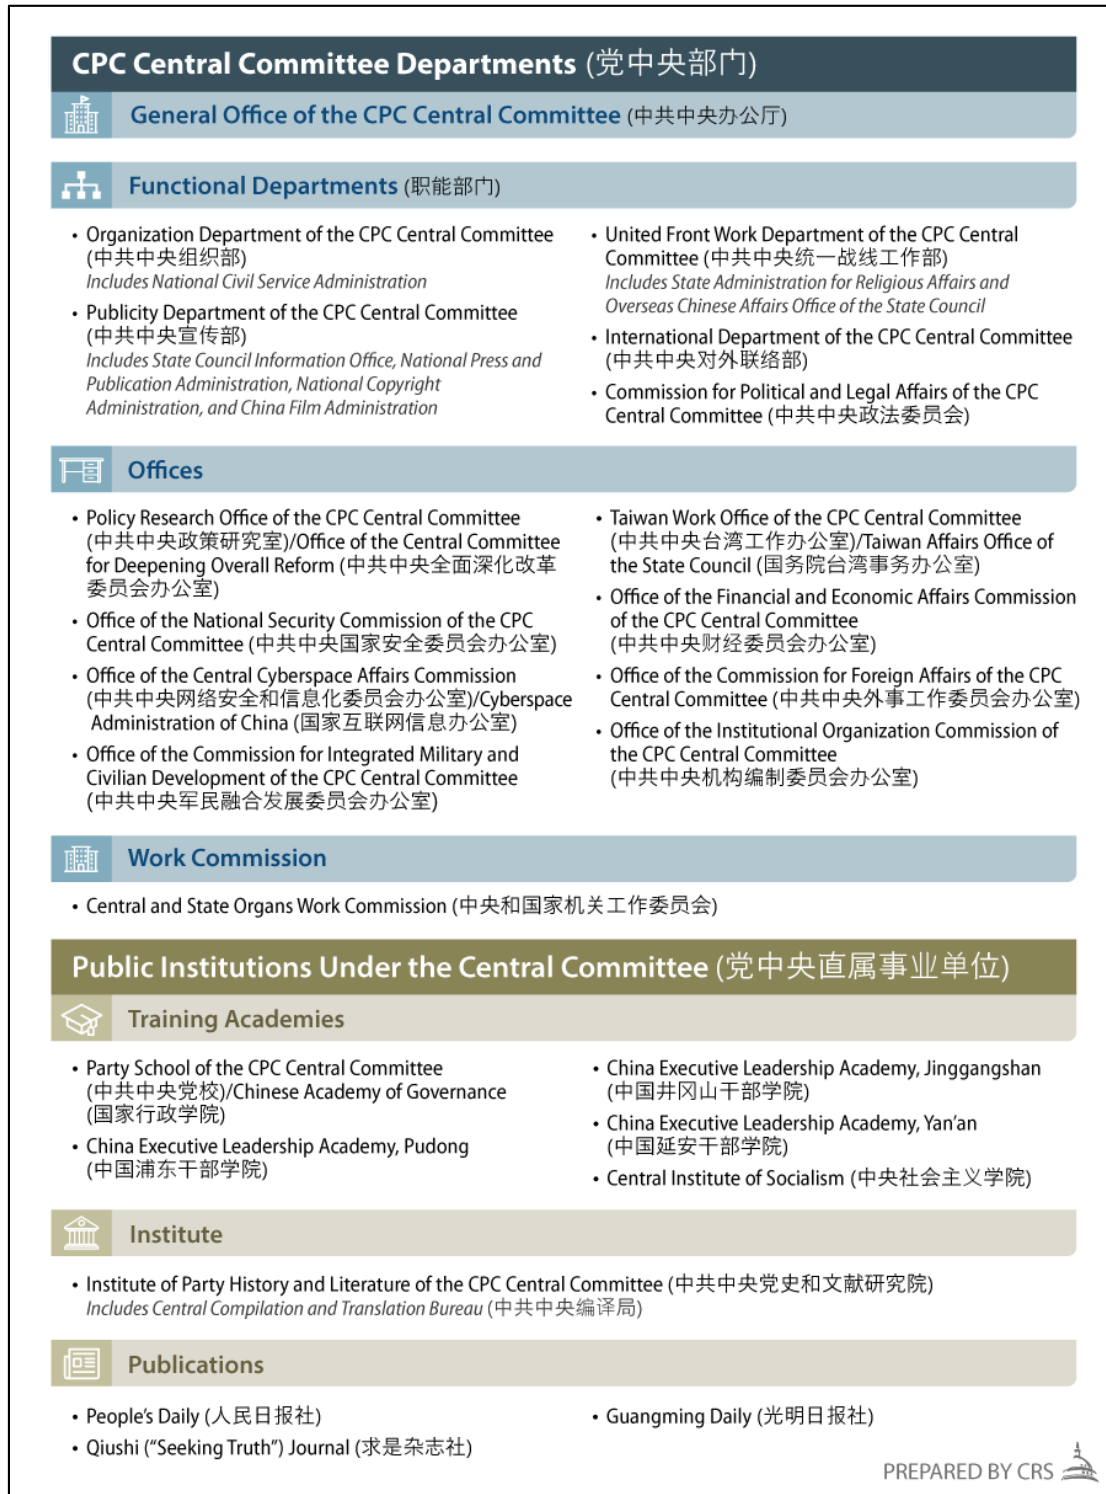 CPC Central Committee Departments (党中央部门)
General Office of the CPC Central Committee (中共中央办公厅)
Functional Departments (职能部门)
• Organization Department of the CPC Central Committee
(中共中央组织部)
Includes National Civil Service Administration
• Publicity Department of the CPC Central Committee
(中共中央宣传部)
Includes State Council Information Office, National Press and
Publication Administration, National Copyright
Administration, and China Film Administration
• United Front Work Department of the CPC Central
Committee (中共中央统一战线工作部)
Includes State Administration for Religious Affairs and
Overseas Chinese Affairs Office of the State Council
• International Department of the CPC Central Committee
(中共中央对外联络部)
• Commission for Political and Legal Affairs of the CPC
Central Committee (中共中央政法委员会)
Offices
• Policy Research Office of the CPC Central Committee
(中共中央政策研究室)/Office of the Central Committee
for Deepening Overall Reform (中共中央全面深化改革
委员会办公室)
• Office of the National Security Commission of the CPC
Central Committee (中共中央国家安全委员会办公室)
• Office of the Central Cyberspace Affairs Commission
(中共中央网络安全和信息化委员会办公室)/Cyberspace
Administration of China (国家互联网信息办公室)
• Office of the Commission for Integrated Military and
Civilian Development of the CPC Central Committee
(中共中央军民融合发展委员会办公室)
• Taiwan Work Office of the CPC Central Committee
(中共中央台湾工作办公室)/Taiwan Affairs Office of
the State Council (国务院台湾事务办公室)
• Office of the Financial and Economic Affairs Commission
of the CPC Central Committee
(中共中央财经委员会办公室)
• Office of the Commission for Foreign Affairs of the CPC
Central Committee (中共中央外事工作委员会办公室)
• Office of the Institutional Organization Commission of
the CPC Central Committee
(中共中央机构编制委员会办公室)
Work Commission
• Central and State Organs Work Commission (中央和国家机关工作委员会)
Public Institutions Under the Central Committee (党中央直属事业单位)
Training Academies
• Party School of the CPC Central Committee
(中共中央党校)/Chinese Academy of Governance
(国家行政学院)
• China Executive Leadership Academy, Pudong
(中国浦东干部学院)
• China Executive Leadership Academy, Jinggangshan
(中国井冈山干部学院)
• China Executive Leadership Academy, Yan’an
(中国延安干部学院)
• Central Institute of Socialism (中央社会主义学院)
Institute
• Institute of Party History and Literature of the CPC Central Committee (中共中央党史和文献研究院)
Includes Central Compilation and Translation Bureau (中共中央编译局)
Publications
• People’s Daily (人民日报社)
• Qiushi (“Seeking Truth”) Journal (求是杂志社)
• Guangming Daily (光明日报社)
PREPARED BY CRS